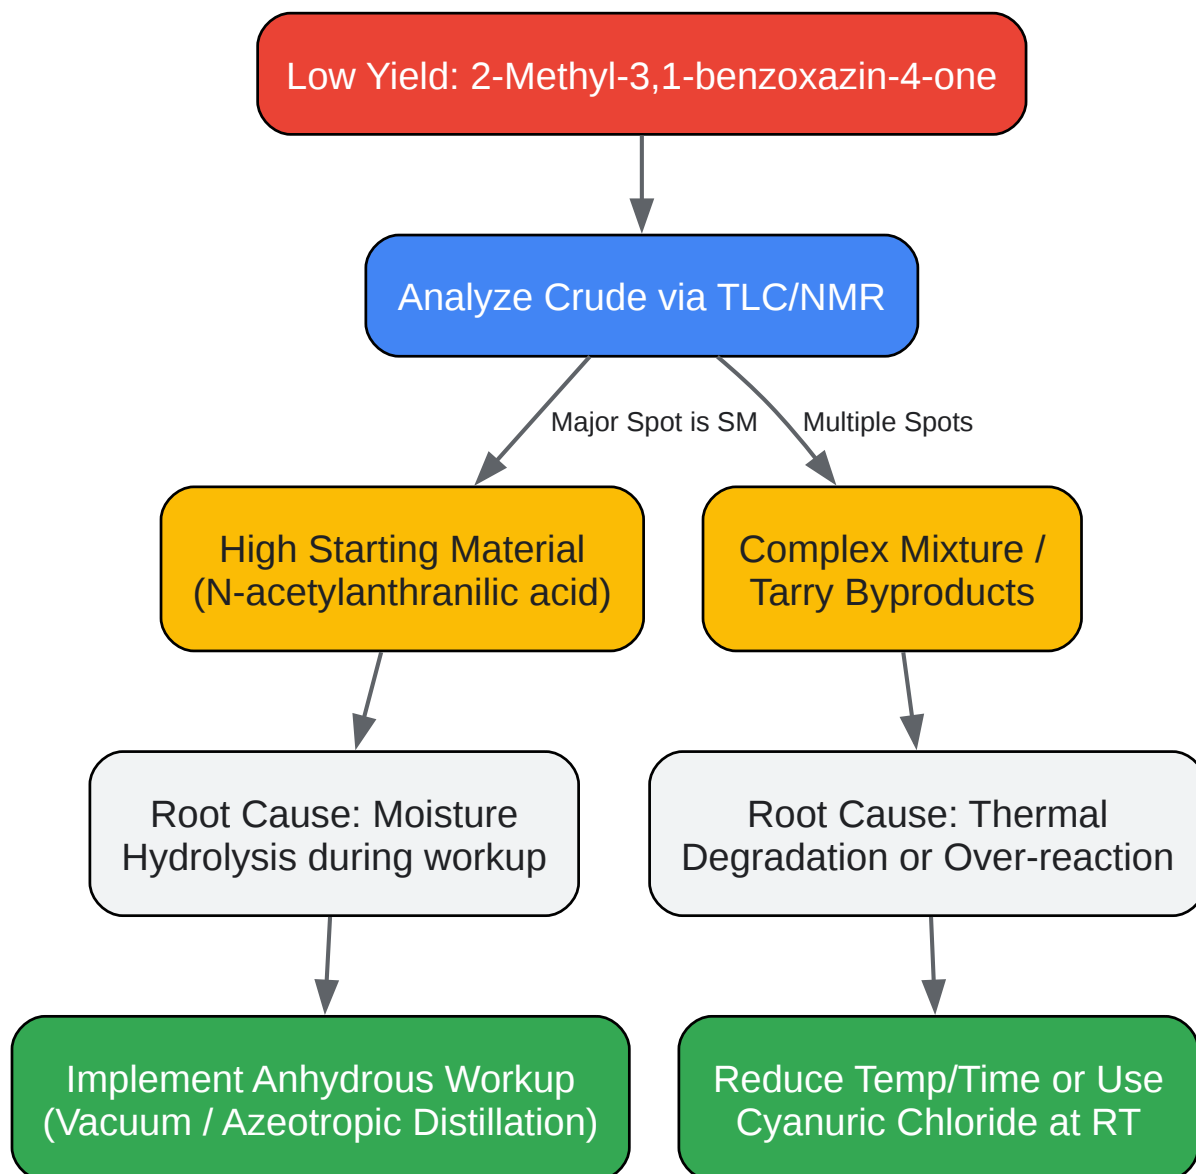 Low Yield: 2-Methyl-3,1-benzoxazin-4-one
Analyze Crude via TLC/NMR
Major Spot is SM
Multiple Spots
High Starting Material
(N-acetylanthranilic acid)
Complex Mixture /
Tarry Byproducts
Root Cause: Moisture
Hydrolysis during workup
Root Cause: Thermal
Degradation or Over-reaction
Implement Anhydrous Workup
(Vacuum / Azeotropic Distillation)
Reduce Temp/Time or Use
Cyanuric Chloride at RT